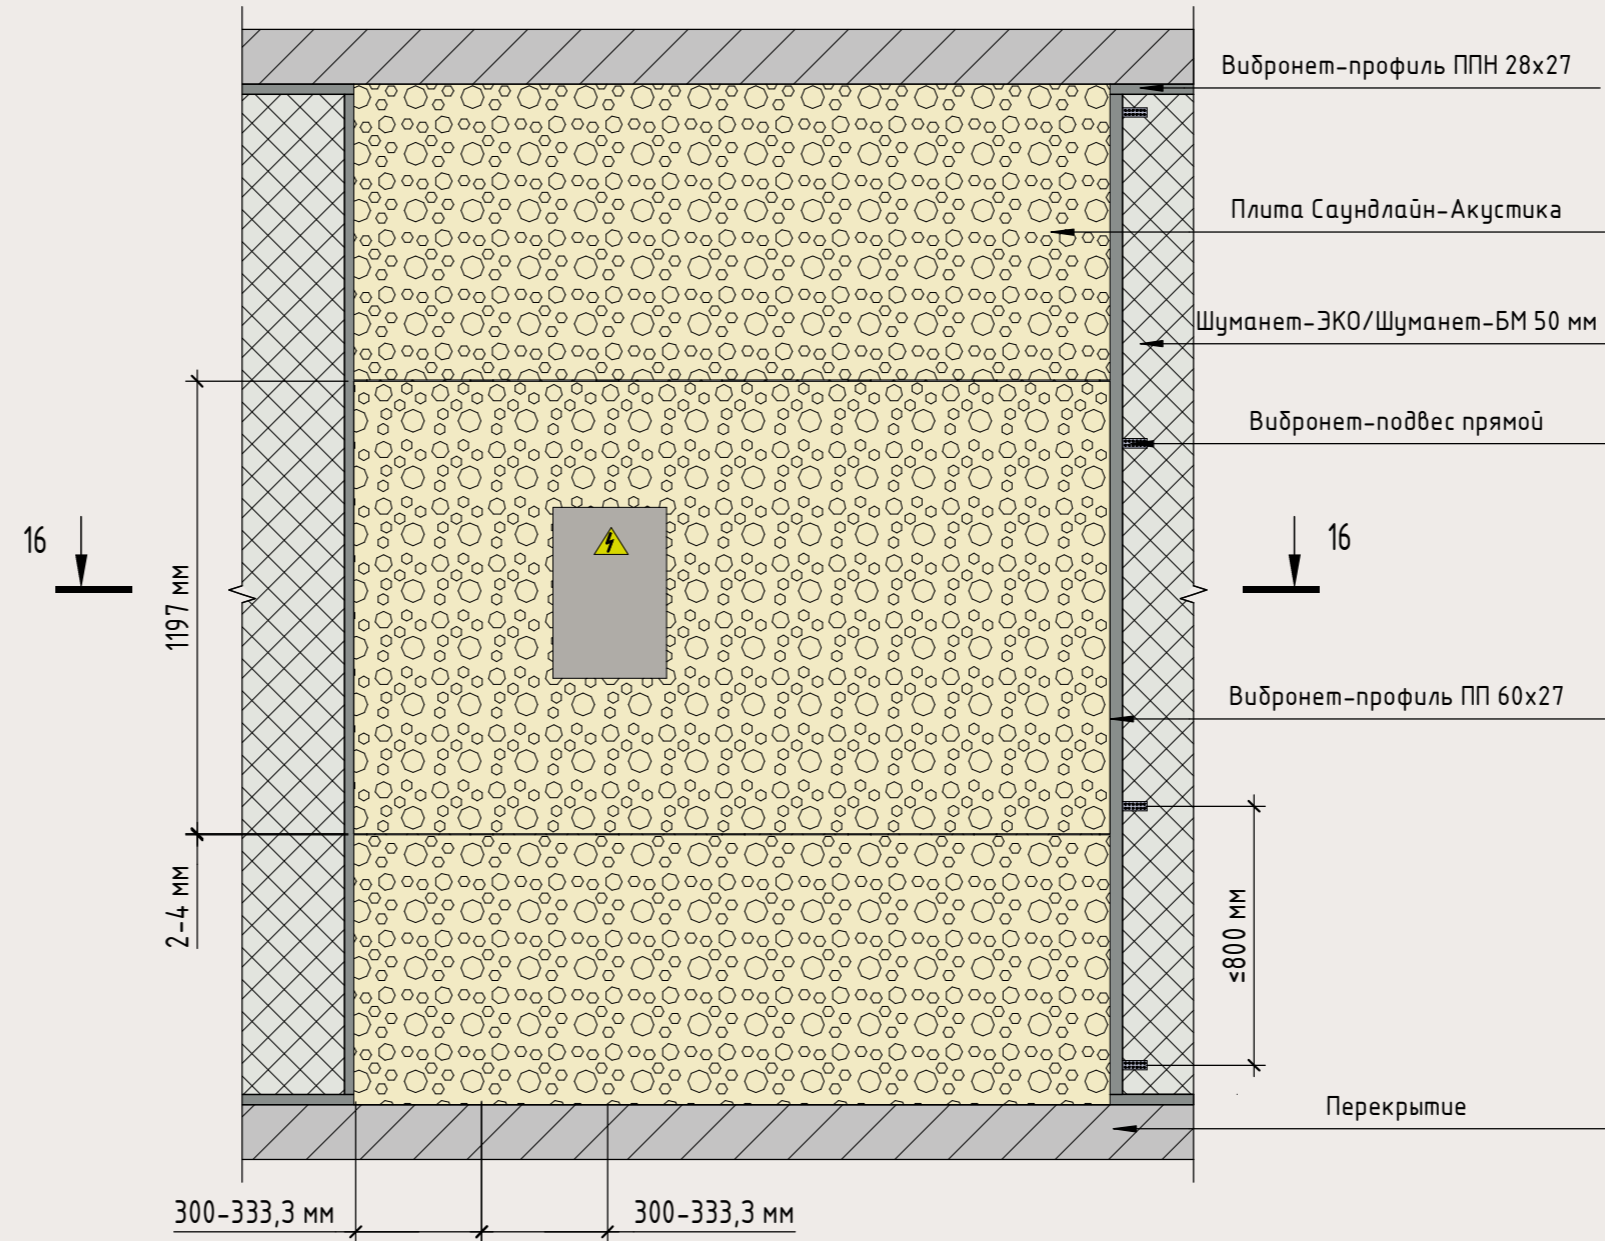 Вибронет-профиль ППН 28х27
Плита Саундлайн-Акустика
Шуманет-ЭКО/Шуманет-БМ 50 мм
Вибронет-подвес прямой
16
16
1197 мм
Вибронет-профиль ПП 60х27
2-4 мм
≤800 мм
Перекрытие
300-333,3 мм
300-333,3 мм